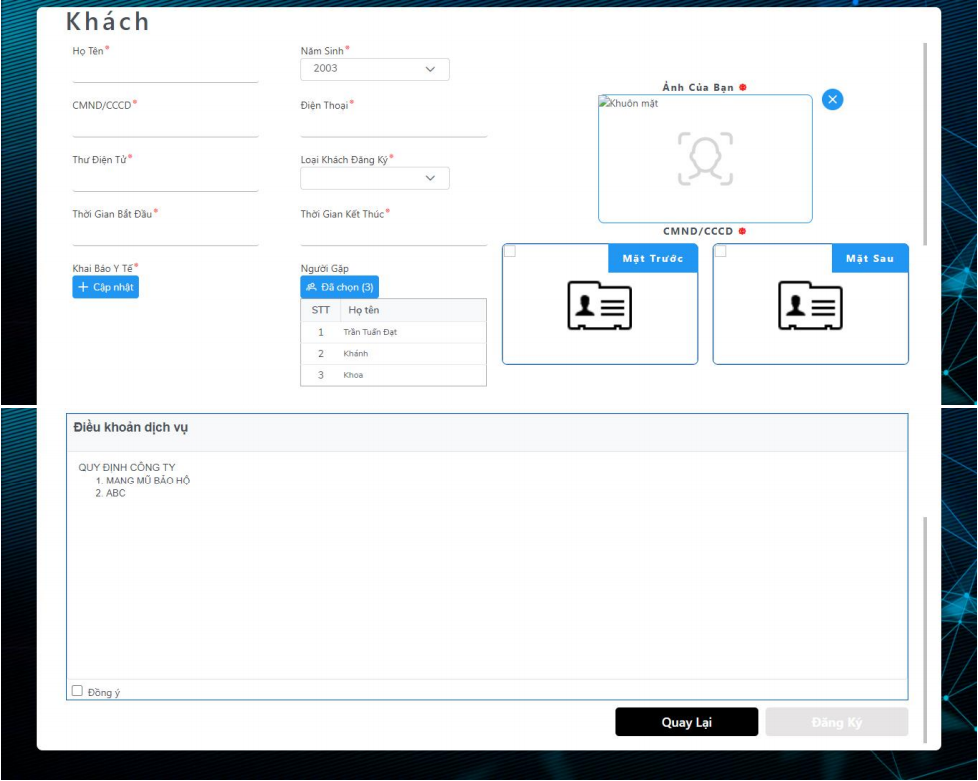 Khách
Họ Tên*
Năm Sinh*
2003
CMND/CCCD*
Điện Thoại*
Thư Điện Tử*
Loại Khách Đăng Ký*
Thời Gian Bắt Đầu*
Thời Gian Kết Thúc*
Khai Báo Y Tế*
+ Cập nhật
Người Gặp
Đã chọn (3)
STT Họ tên
1 Trần Tuấn Đạt
2 Khánh
3 Khoa
Ảnh Của Bạn
Khuôn mặt
CMND/CCCD
Mặt Trước
Mặt Sau
Điều khoản dịch vụ
QUY ĐỊNH CÔNG TY
1. MANG MŨ BẢO HỘ
2. ABC
Đồng ý
Quay Lại
Đăng Ký